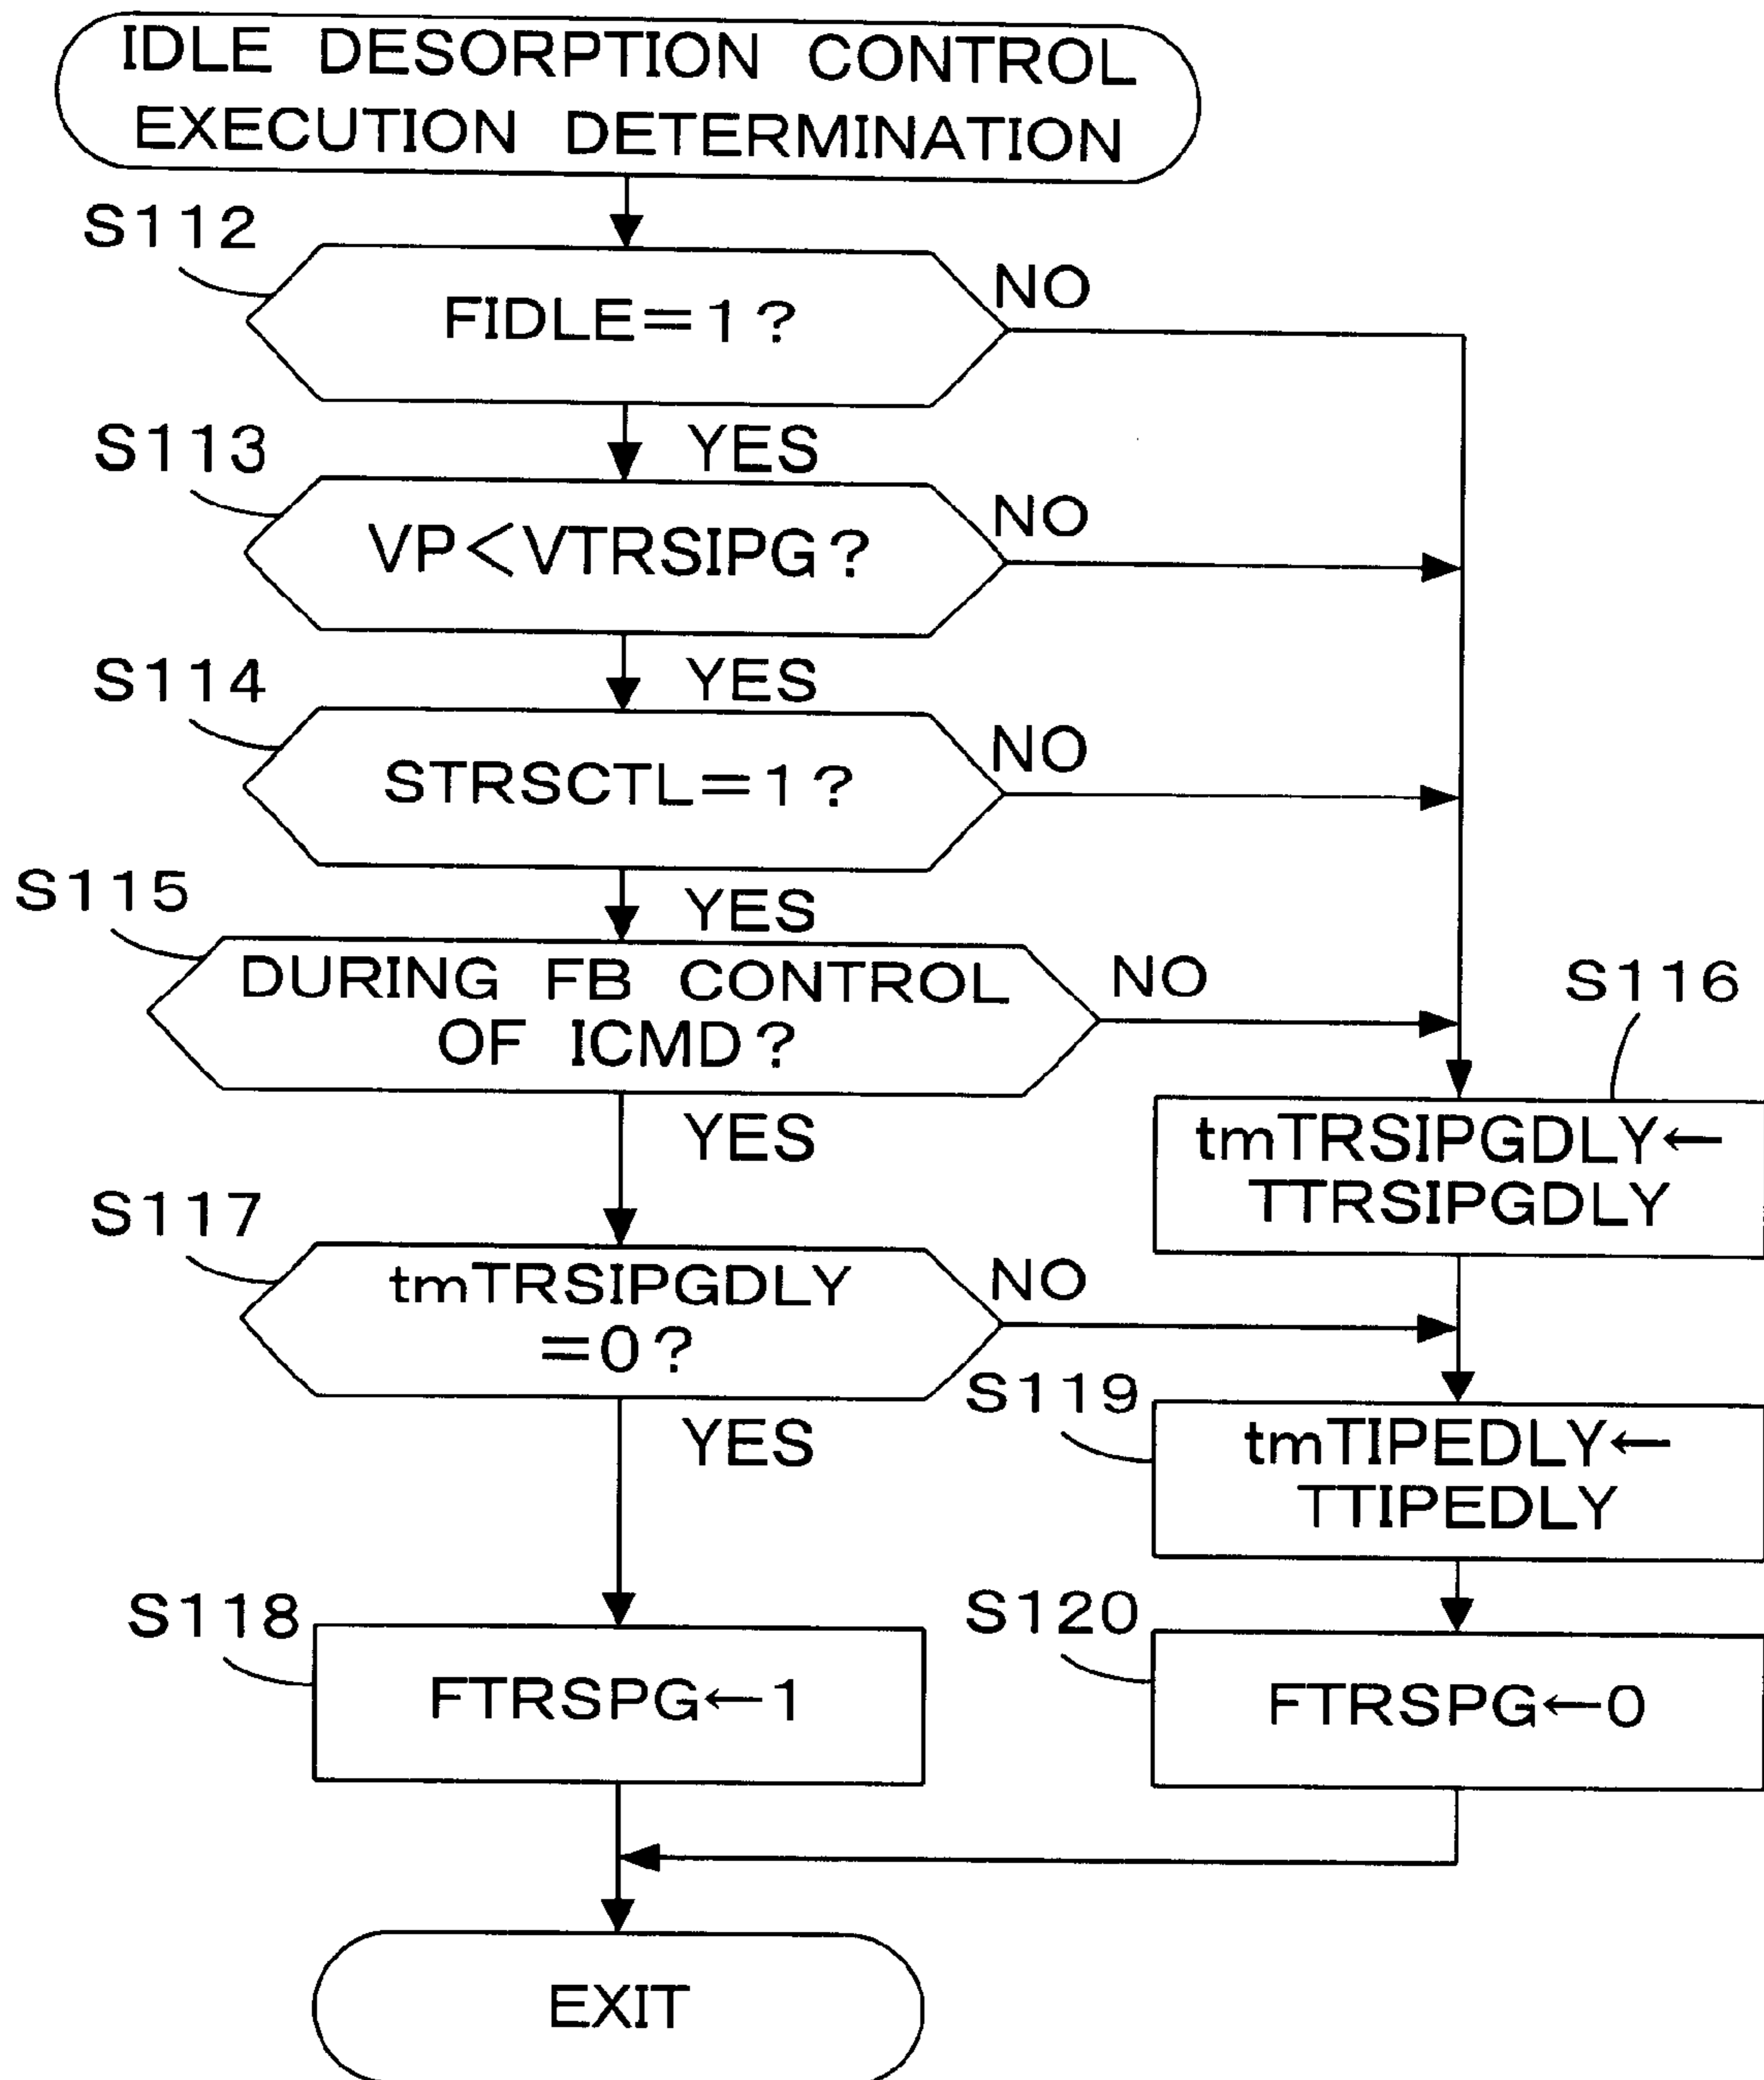 IDLE DESORPTION CONTROL
EXECUTION DETERMINATION
S112
FIDLE=1?
NO
YES
S113
VP<VTRSIPG?
NO
YES
S114
STRSCTL=1?
NO
YES
S115
DURING FB CONTROL
OF ICMD?
NO
YES
S116
tmTRSIPGDLY←
TTRSIPGDLY
S117
tmTRSIPGDLY
=0?
NO
YES
S119
tmTIPEDLY←
TTIPEDLY
S118
FTRSPG←1
S120
FTRSPG←0
EXIT